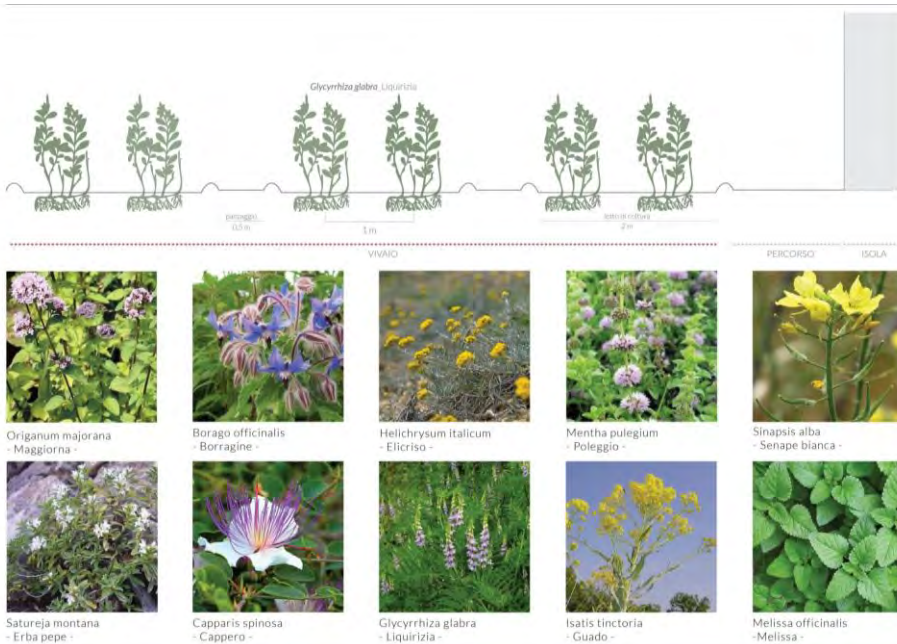 Glycyrrhiza glabra_Liquirizia
passaggio
0.5 m
1 m
letto di coltura
2 m
VIVAIO
PERCORSO
ISOLA
Origanum majorana
- Maggiorna -
Borago officinalis
- Borragine -
Helichrysum italicum
- Elicriso -
Mentha pulegium
- Poleggio -
Sinapsis alba
- Senape bianca -
Satureja montana
- Erba pepe -
Capparis spinosa
- Cappero -
Glycyrrhiza glabra
- Liquirizia -
Isatis tinctoria
- Guado -
Melissa officinalis
-Melissa -